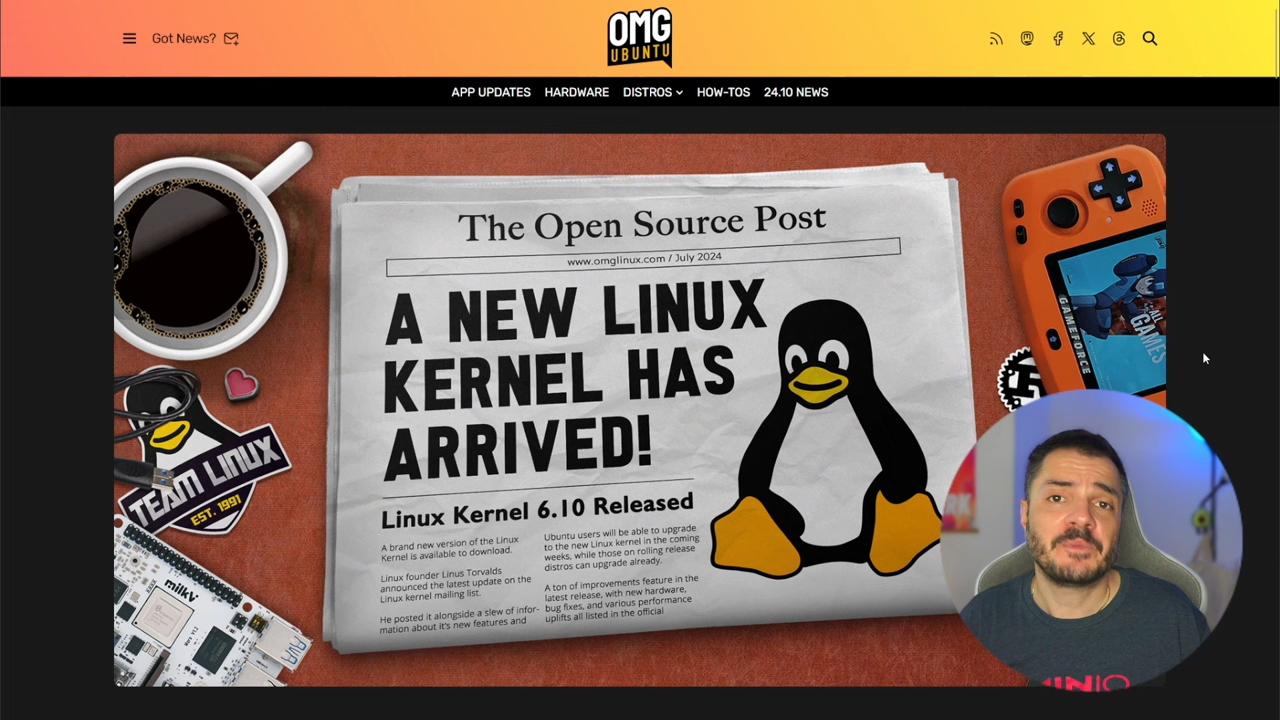 Got News?
OMG
UBUNTU
APP UPDATES HARDWARE DISTROS HOW-TOS 24.10 NEWS
The Open Source Post
www.omglinux.com / July 2024
A NEW LINUX
KERNEL HAS
ARRIVED!
Linux Kernel 6.10 Released
A brand new version of the Linux
Kernel is available to download.
Linux founder Linus Torvalds
announced the latest update on the
Linux kernel mailing list.
He posted it alongside a slew of infor-
mation about it's new features and
Ubuntu users will be able to upgrade
to the new Linux kernel in the coming
weeks, while those on rolling release
distros can upgrade already.
A ton of improvements feature in the
latest release, with new hardware,
bug fixes, and various performance
uplifts all listed in the official
TEAM LINUX
EST. 1991
milkV
GAMEFORCE
GAMES